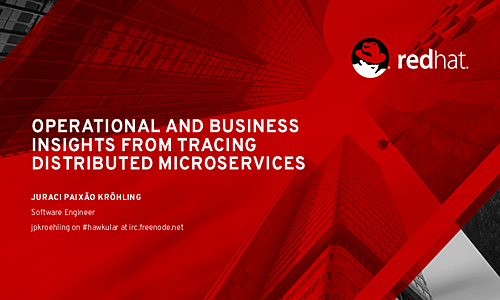 redhat.
OPERATIONAL AND BUSINESS
INSIGHTS FROM TRACING
DISTRIBUTED MICROSERVICES
JURACI PAIXÃO KRÖHLING
Software Engineer
jpkroehling on #hawkular at irc.freenode.net